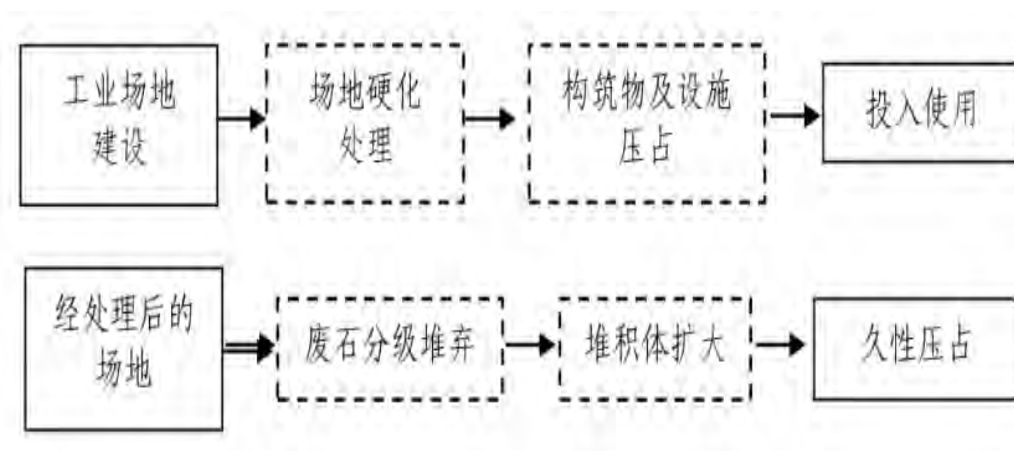 工业场地
建设
场地硬化
处理
构筑物及设施
压占
投入使用
经处理后的
场地
废石分级堆弃
堆积体扩大
久性压占